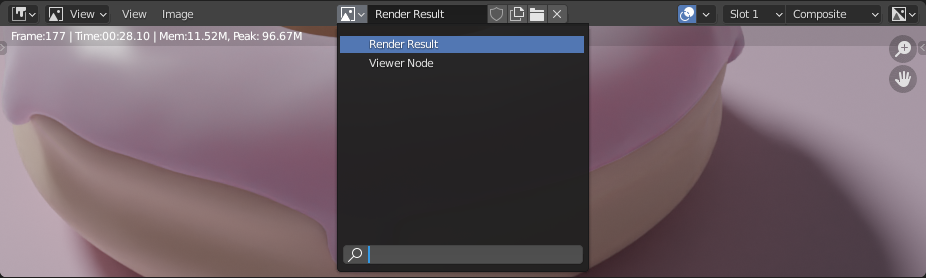 View View Image Render Result Slot 1 Composite
Frame:177 | Time:00:28.10 | Mem:11.52M, Peak: 96.67M
Render Result
Viewer Node